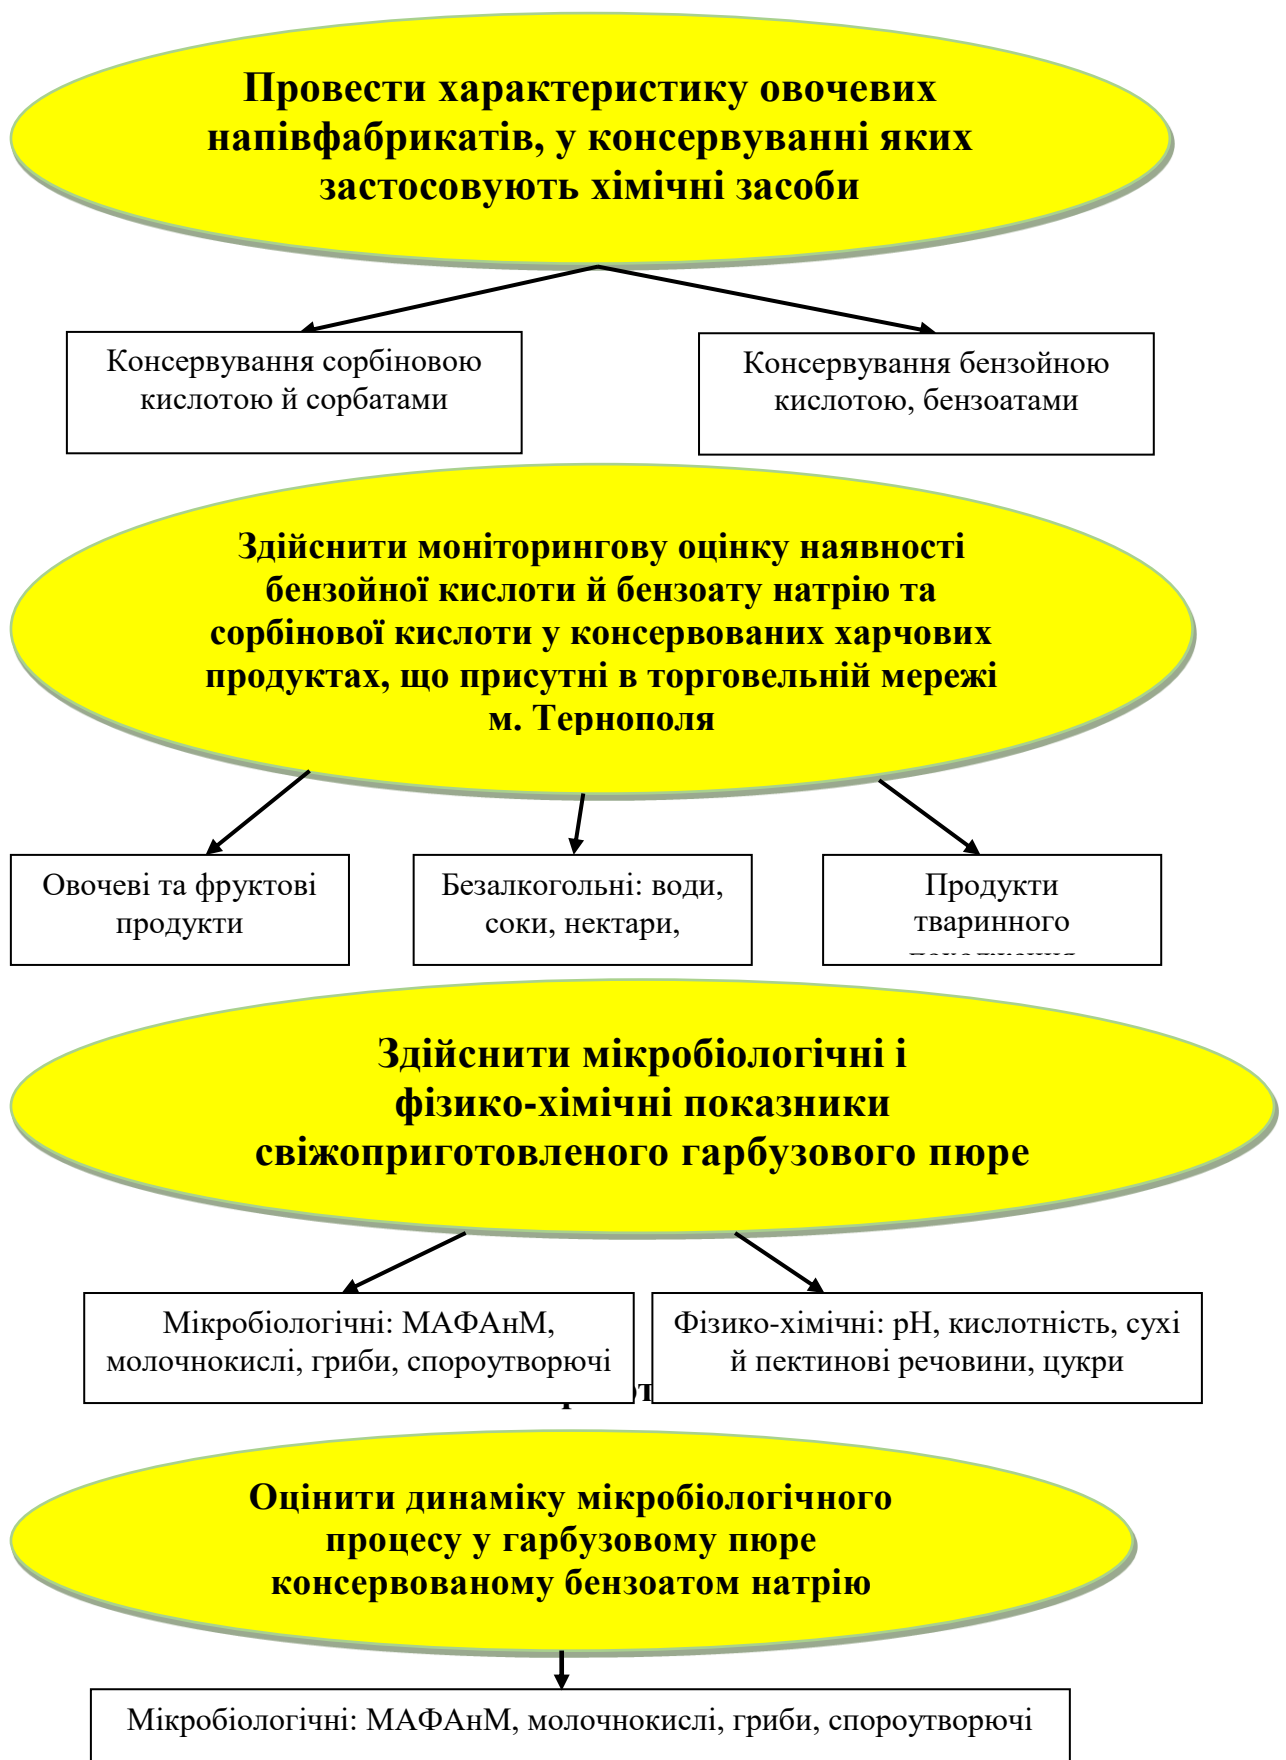 Провести характеристику овочевих
напівфабрикатів, у консервуванні яких
застосовують хімічні засоби
Консервування сорбіновою
кислотою й сорбатами
Консервування бензойною
кислотою, бензоатами
Здійснити моніторингову оцінку наявності
бензойної кислоти й бензоату натрію та
сорбінової кислоти у консервованих харчових
продуктах, що присутні в торговельній мережі
м. Тернополя
Овочеві та фруктові
продукти
Безалкогольні: води,
соки, нектари,
Продукти
тваринного
Здійснити мікробіологічні і
фізико-хімічні показники
свіжоприготовленого гарбузового пюре
Мікробіологічні: МАФАнМ,
молочнокислі, гриби, спороутворючі
Фізико-хімічні: рН, кислотність, сухі
й пектинові речовини, цукри
Оцінити динаміку мікробіологічного
процесу у гарбузовому пюре
консервованому бензоатом натрію
Мікробіологічні: МАФАнМ, молочнокислі, гриби, спороутворючі